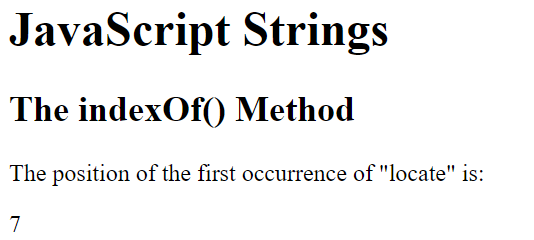 JavaScript Strings
The indexOf() Method
The position of the first occurrence of "locate" is:
7